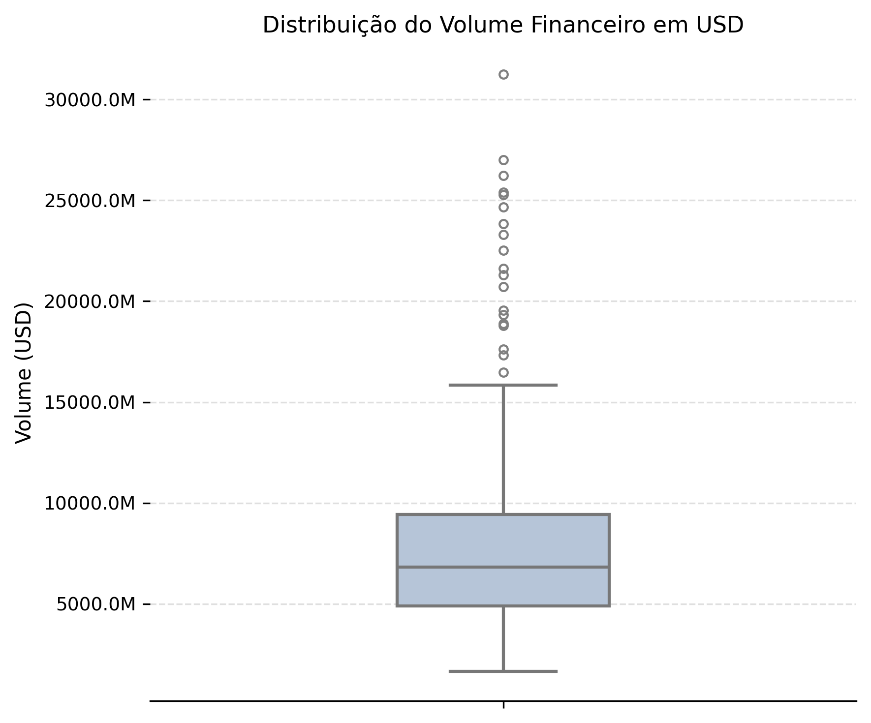 Distribuição do Volume Financeiro em USD
30000.0M
25000.0M
20000.0M
15000.0M
10000.0M
5000.0M
Volume (USD)